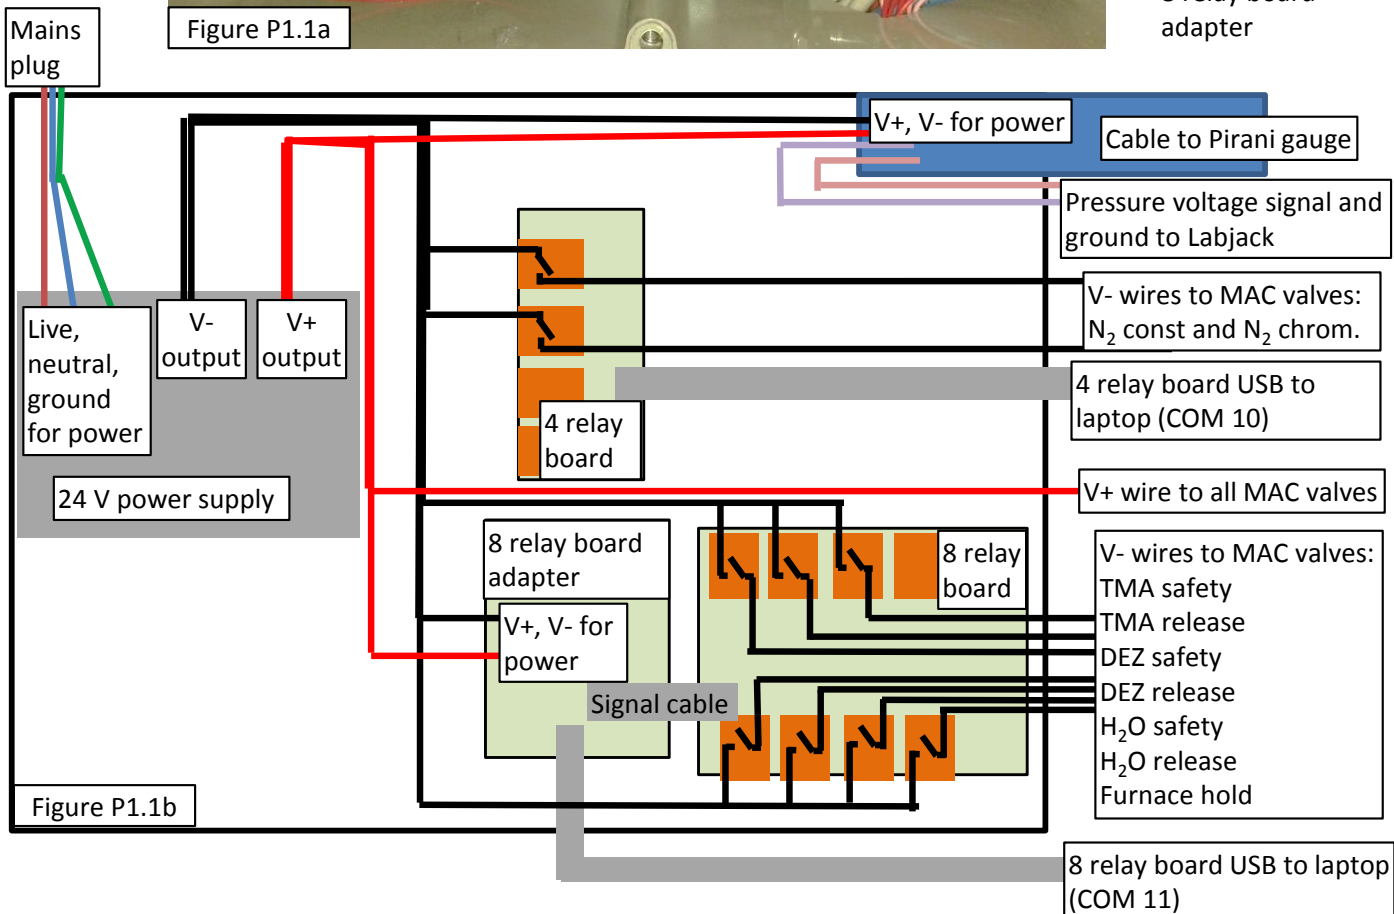 8 relay board
adapter
Mains
plug
Figure P1.1a
V+, V- for power
Cable to Pirani gauge
Pressure voltage signal and
ground to Labjack
V- wires to MAC valves:
N₂ const and N₂ chrom.
Live,
neutral,
ground
for power
V-
output
V+
output
24 V power supply
4 relay
board
4 relay board USB to
laptop (COM 10)
V+ wire to all MAC valves
8 relay board
adapter
V+, V- for
power
Signal cable
8 relay
board
V- wires to MAC valves:
TMA safety
TMA release
DEZ safety
DEZ release
H₂O safety
H₂O release
Furnace hold
Figure P1.1b
8 relay board USB to laptop
(COM 11)